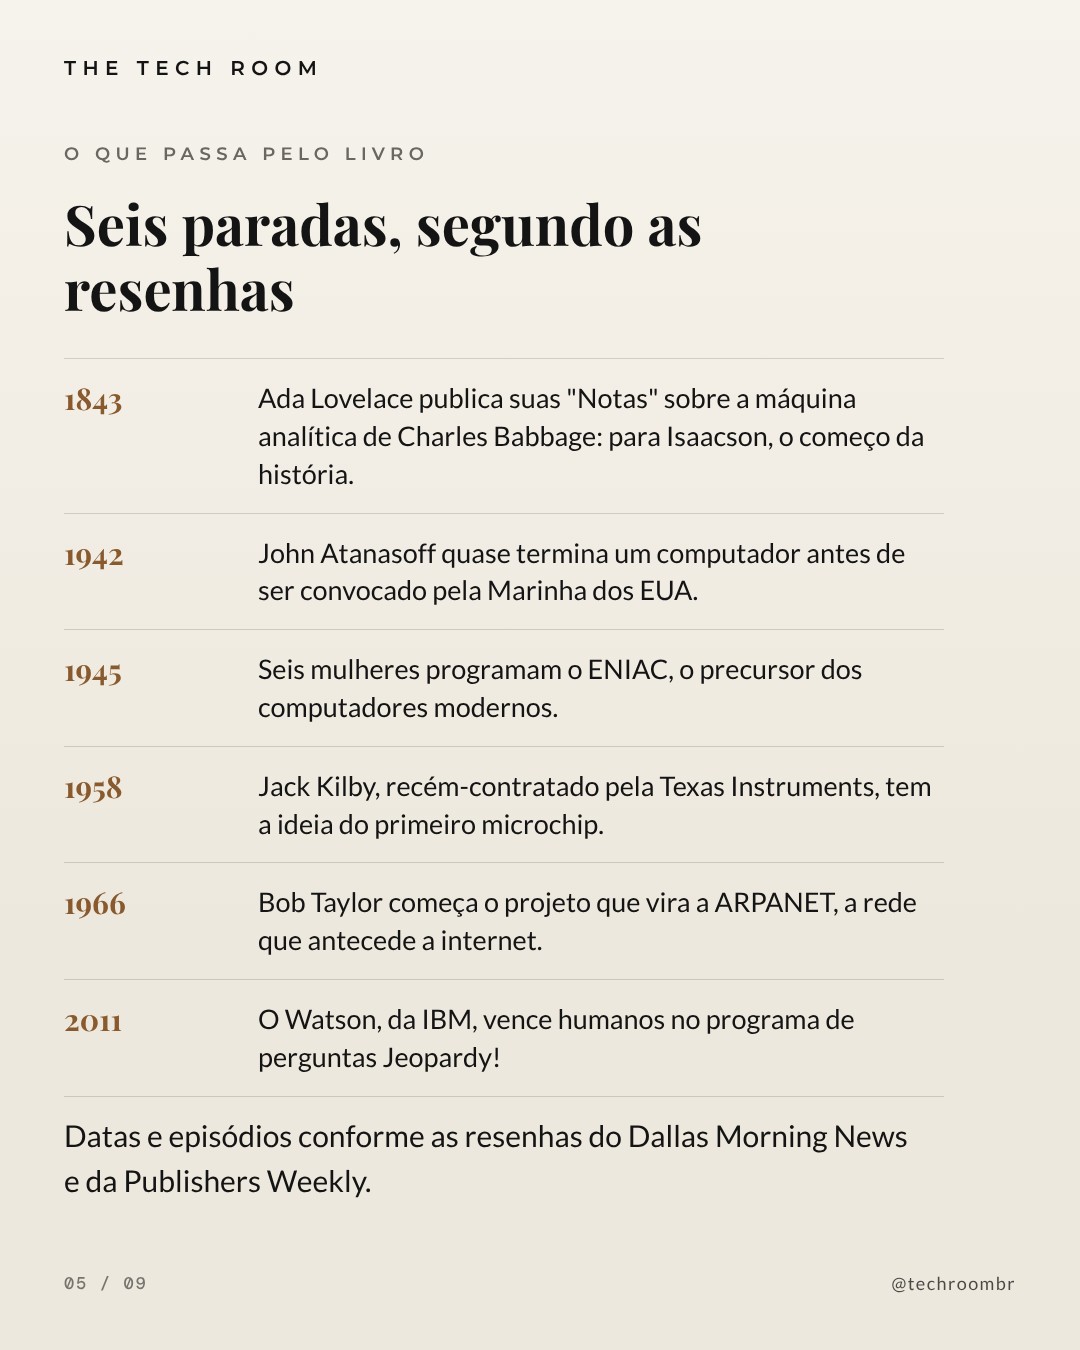 THE TECH ROOM
O QUE PASSA PELO LIVRO
Seis paradas, segundo as
resenhas
1843
Ada Lovelace publica suas "Notas" sobre a máquina
analítica de Charles Babbage: para Isaacson, o começo da
história.
1942
John Atanasoff quase termina um computador antes de
ser convocado pela Marinha dos EUA.
1945
Seis mulheres programam o ENIAC, o precursor dos
computadores modernos.
1958
Jack Kilby, recém-contratado pela Texas Instruments, tem
a ideia do primeiro microchip.
1966
Bob Taylor começa o projeto que vira a ARPANET, a rede
que antecede a internet.
2011
O Watson, da IBM, vence humanos no programa de
perguntas Jeopardy!
Datas e episódios conforme as resenhas do Dallas Morning News
e da Publishers Weekly.
05 / 09
@techroombr